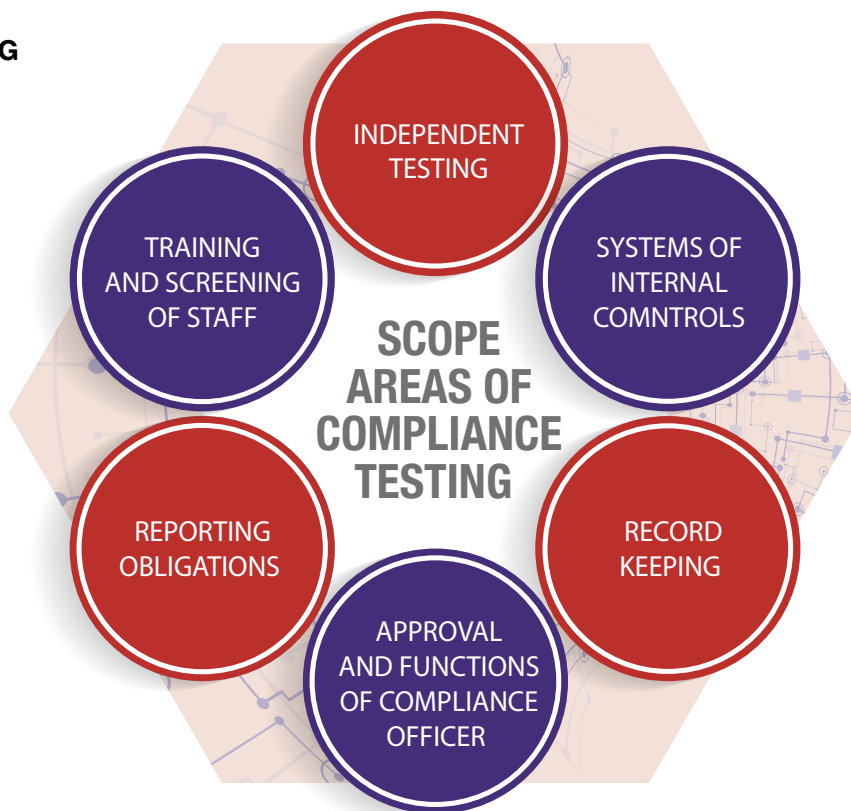 G
INDEPENDENT
TESTING
SYSTEMS OF
INTERNAL
COMNTROLS
RECORD
KEEPING
APPROVAL
AND FUNCTIONS
OF COMPLIANCE
OFFICER
REPORTING
OBLIGATIONS
TRAINING
AND SCREENING
OF STAFF
SCOPE
AREAS OF
COMPLIANCE
TESTING